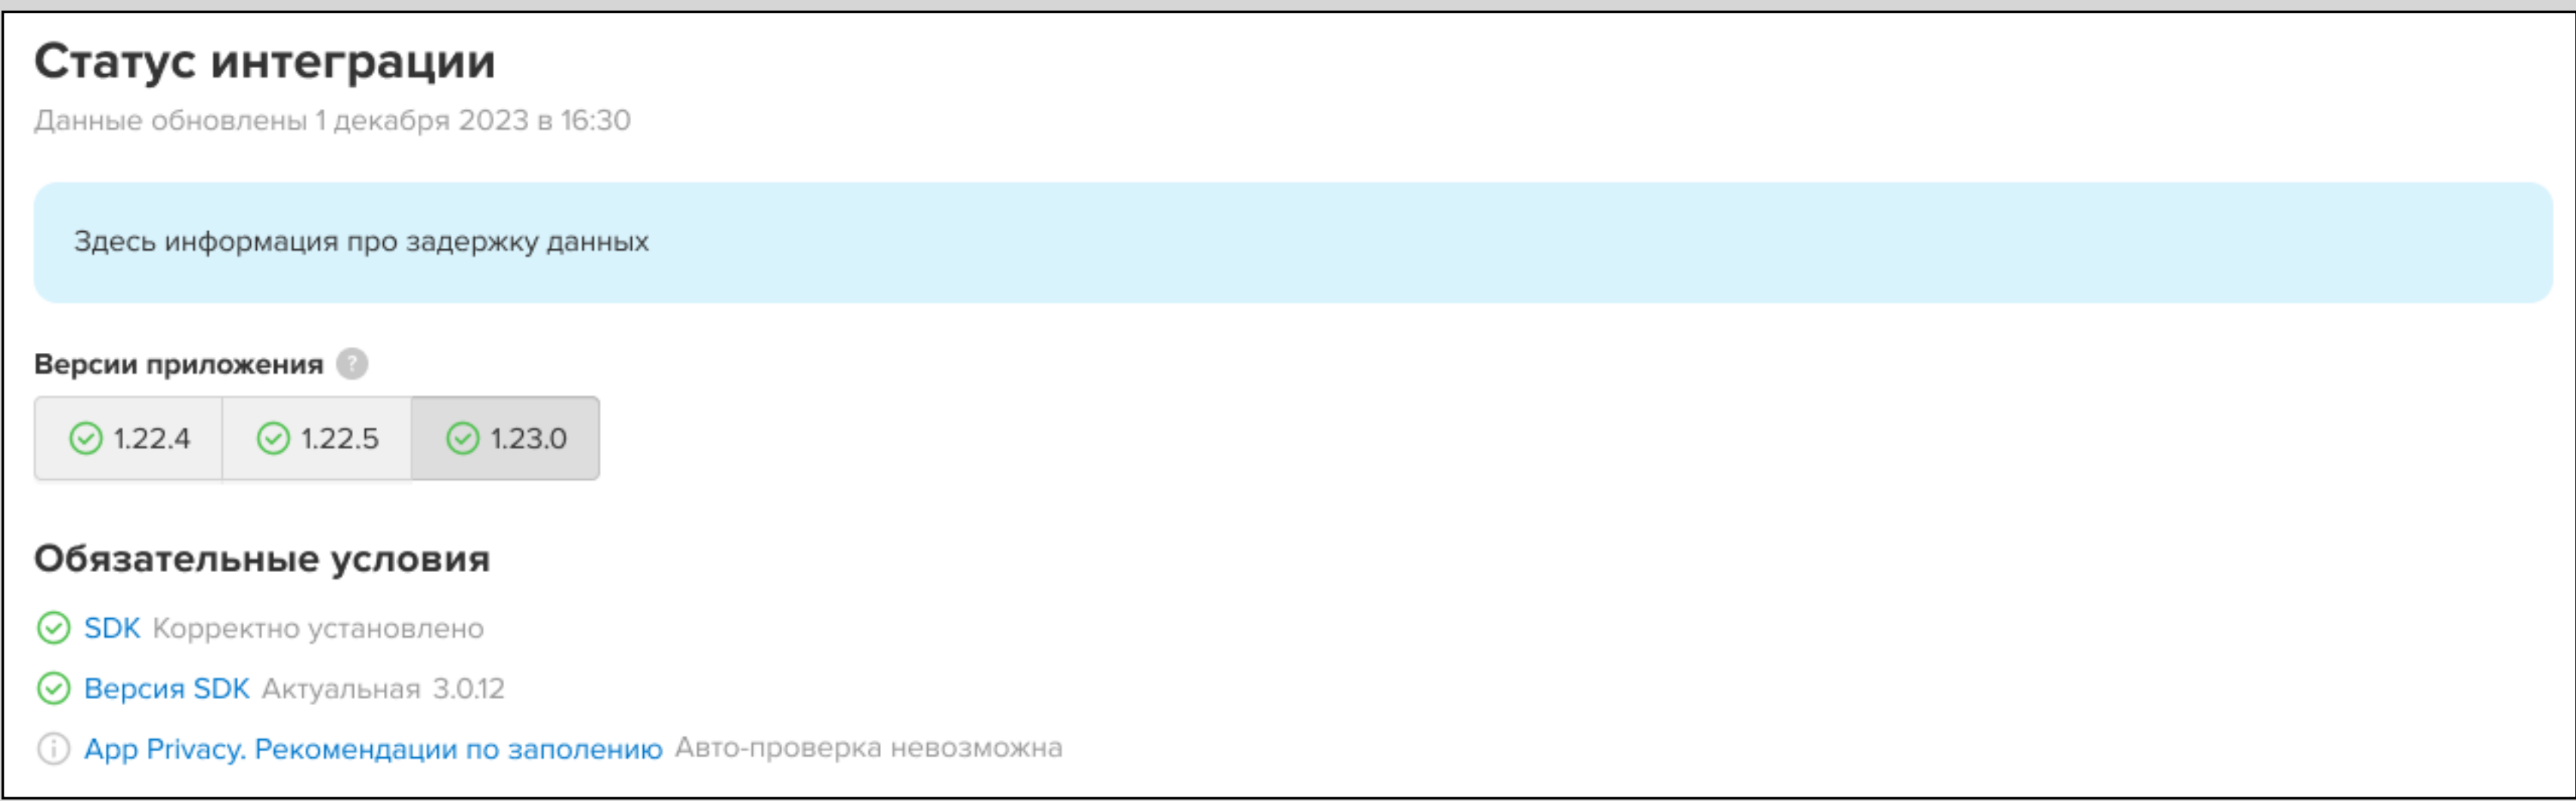 Статус интеграции
Данные обновлены 1 декабря 2023 в 16:30
Здесь информация про задержку данных
Версии приложения ?
1.22.4 1.22.5 1.23.0
Обязательные условия
SDK Корректно установлено
Версия SDK Актуальная 3.0.12
App Privacy. Рекомендации по заполению Авто-проверка невозможна